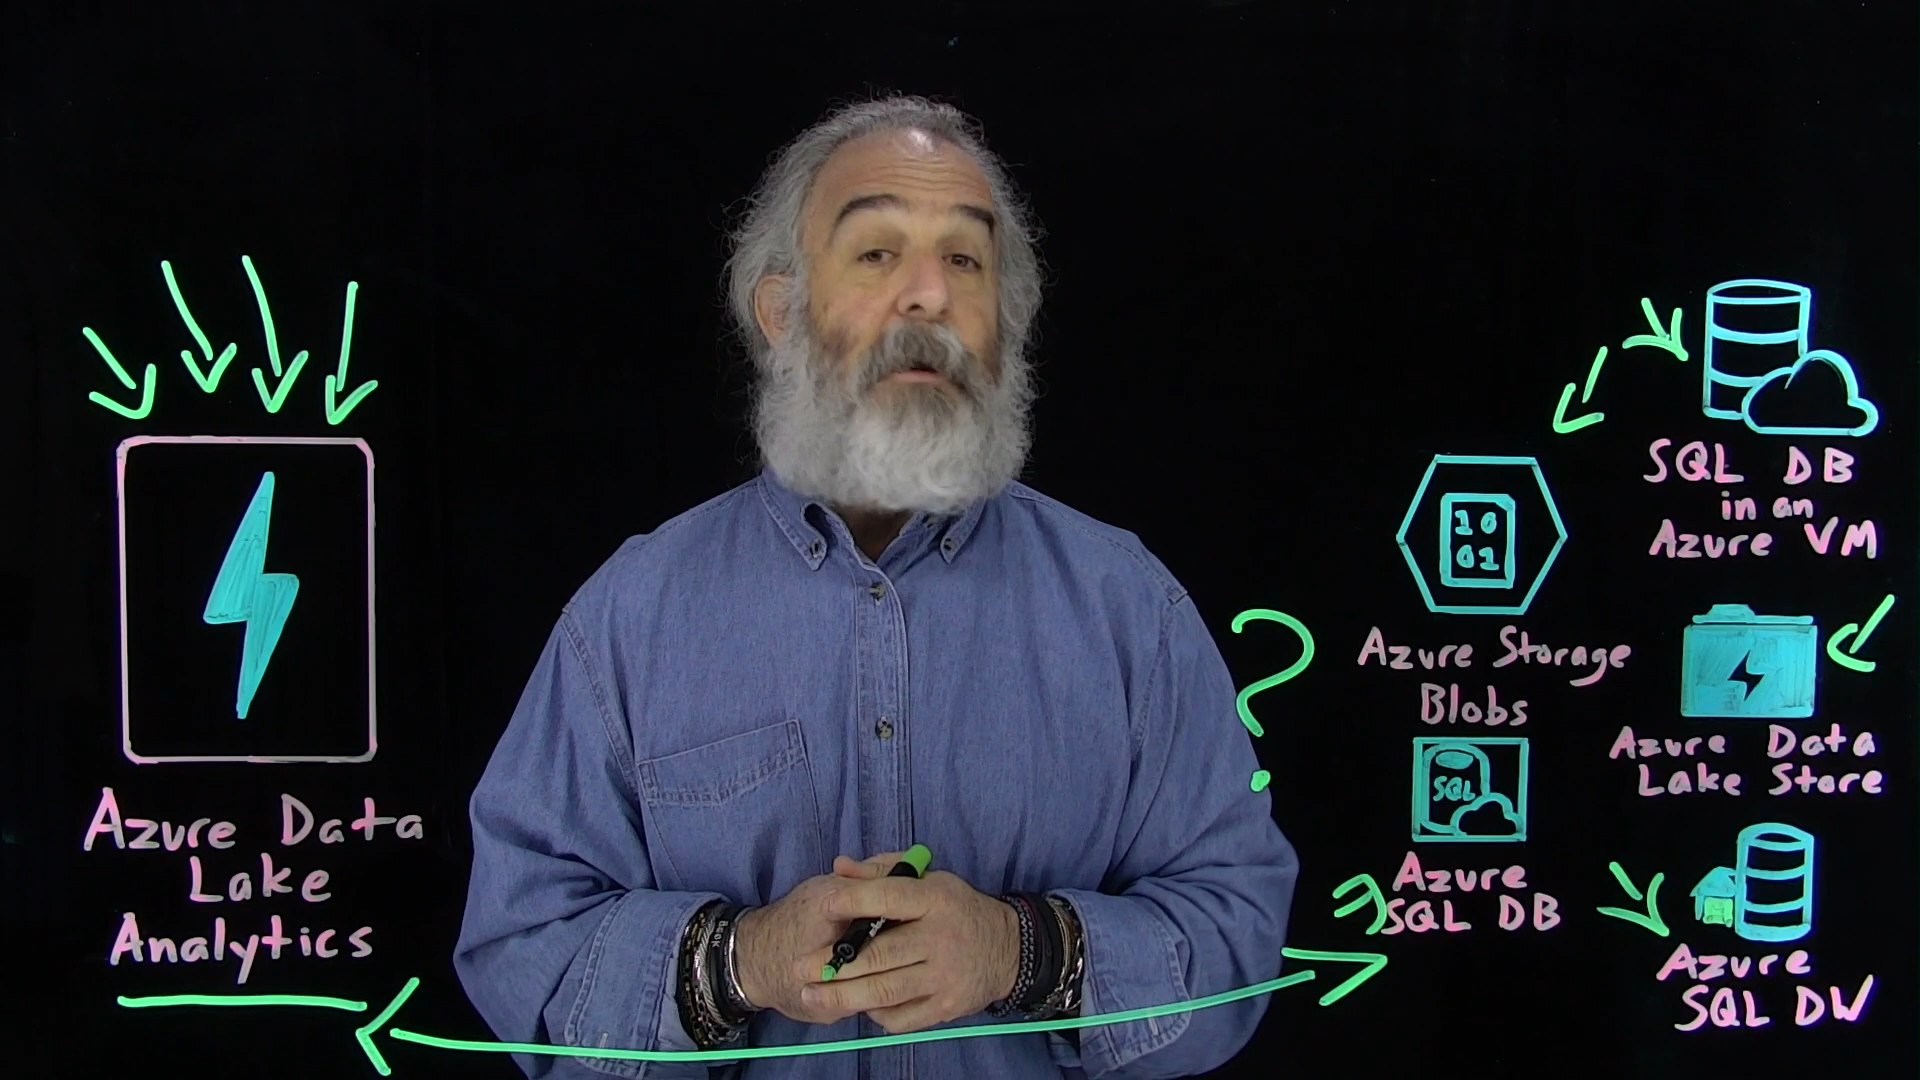 Azure Data
Lake
Analytics
?
10
01
Azure Storage
Blobs
SQL
Azure
SQL DB
SQL DB
in an
Azure VM
Azure Data
Lake Store
Azure
SQL DW